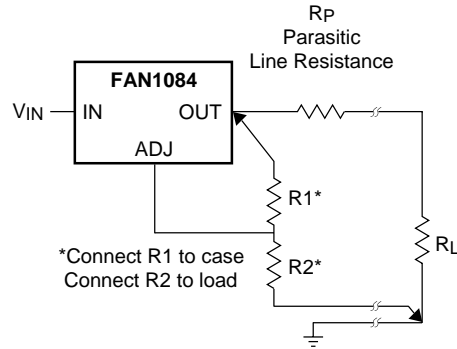 RP
Parasitic
Line Resistance
FAN1084
VIN
IN
OUT
ADJ
R1*
*Connect R1 to case
Connect R2 to load
R2*
RL